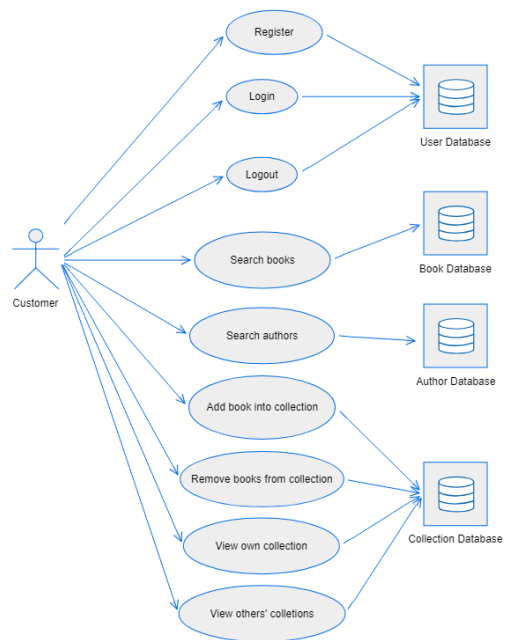 Register
Login
User Database
Logout
Search books
Book Database
Customer
Search authors
Author Database
Add book into collection
Remove books from collection
View own collection
Collection Database
View others' colletions